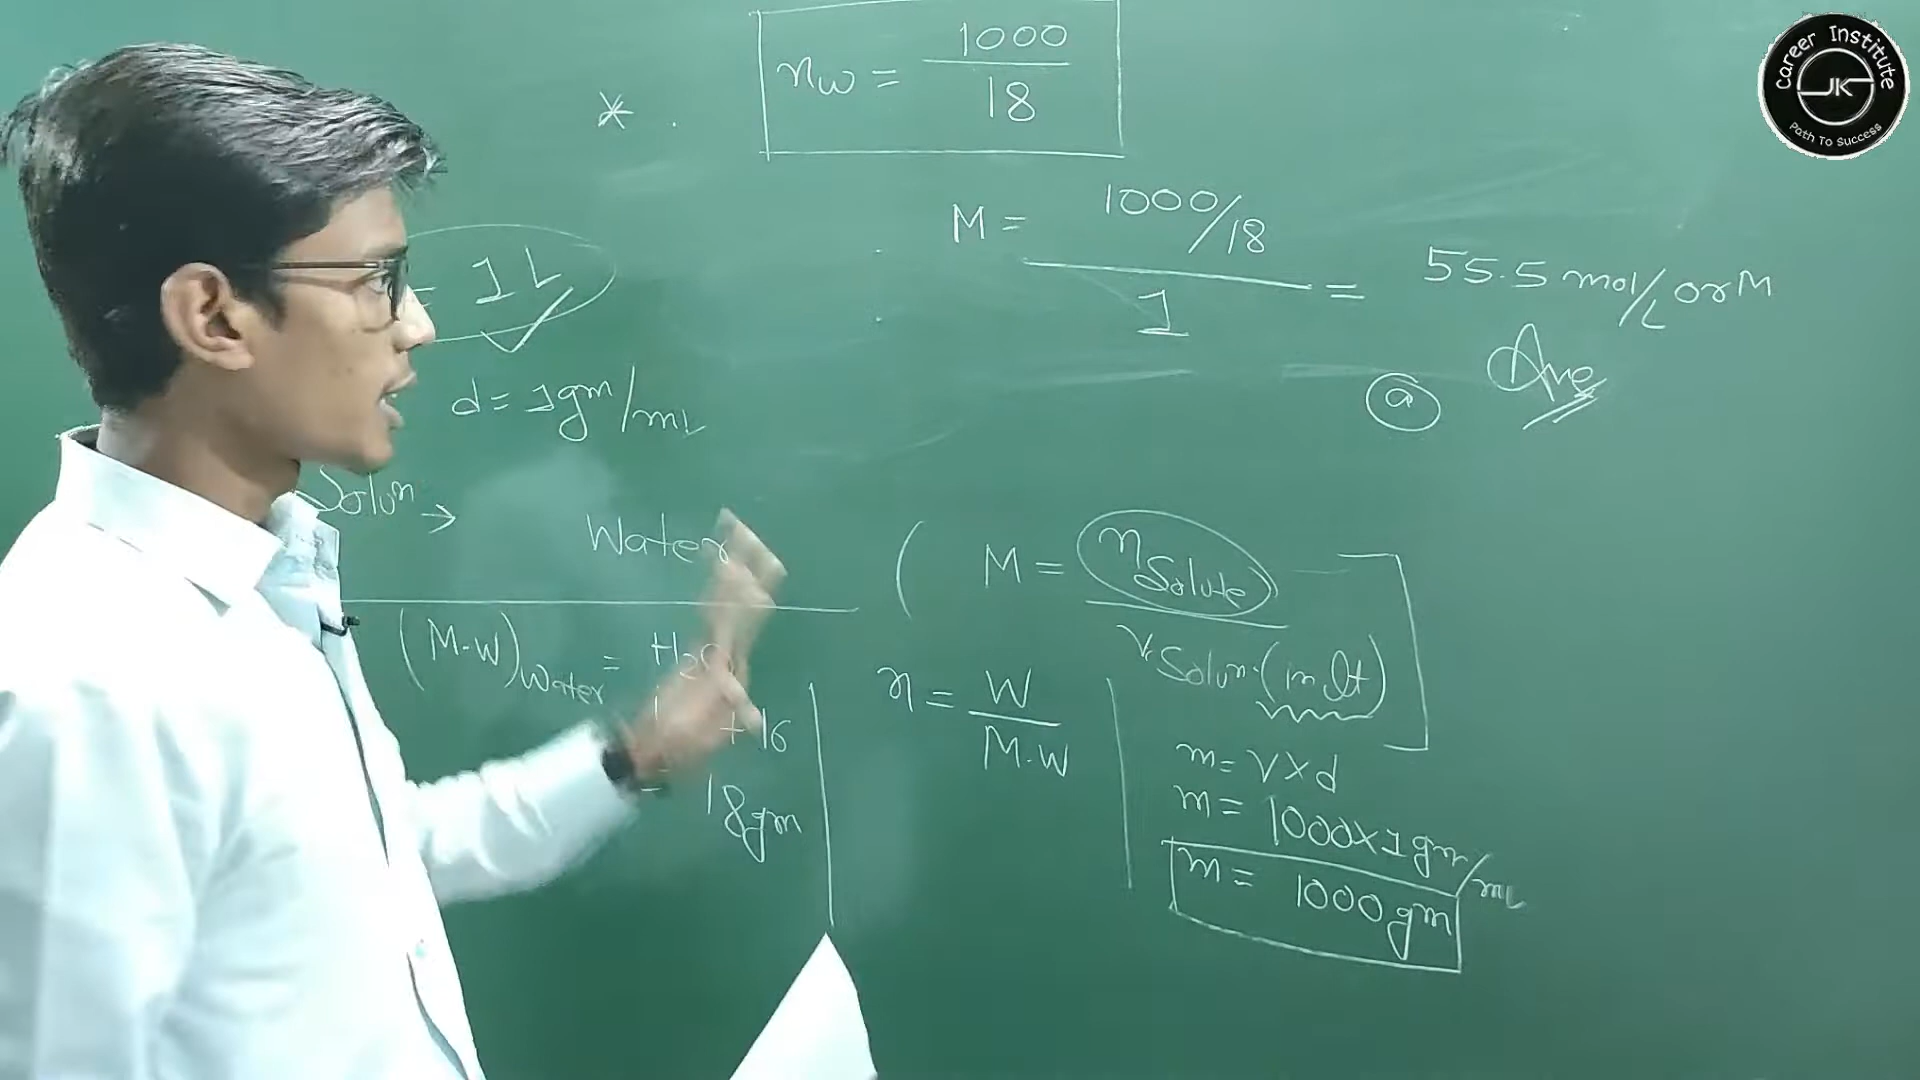 Career Institute
JK
Path To Success
nw = 1000/18
*
M = 1000/18 / 1 = 55.5 mol/L or M
(a) Ans
= 1L
d = 1gm/mL
Solun → Water
( M = nSolute / VSolun.(in lt)
(M.W)Water = H2O
+ 16
= 18gm
n = W / M.W
m = V×d
m = 1000×1gm/mL
m = 1000gm